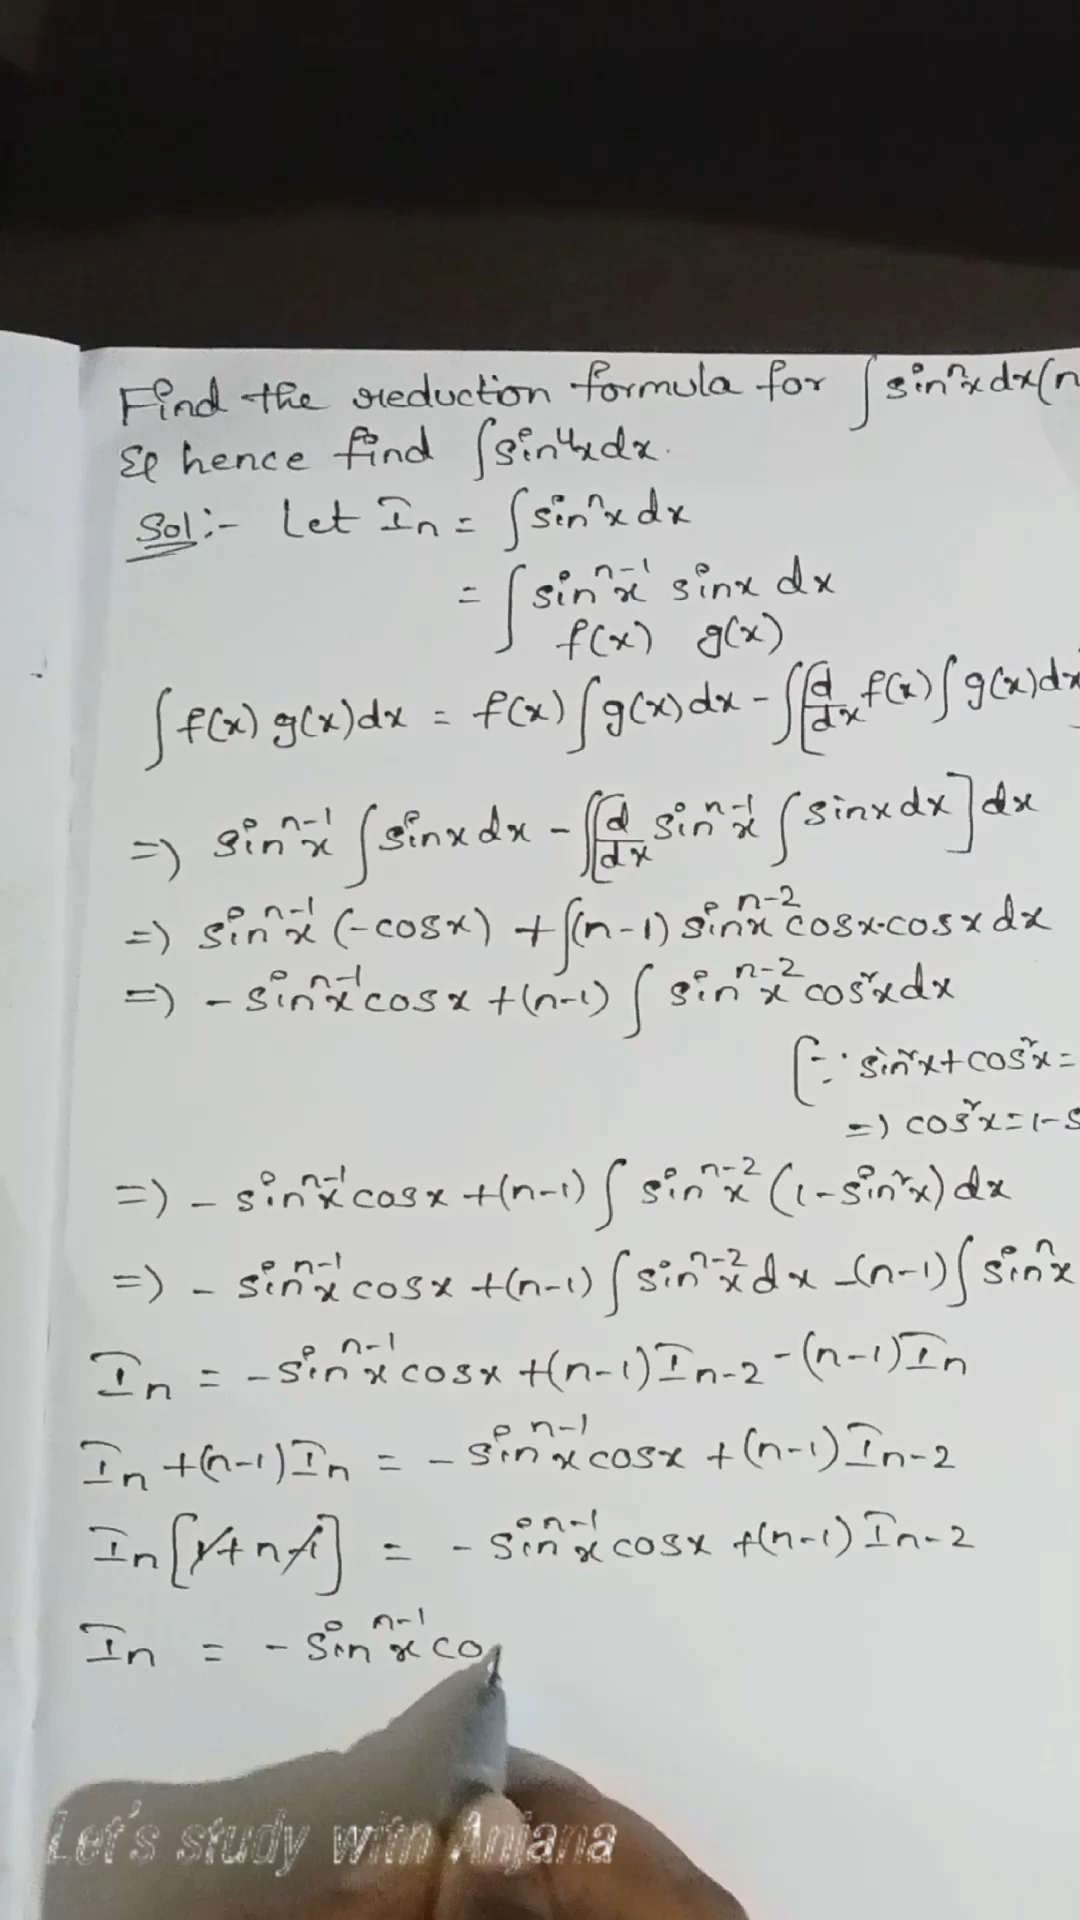 Find the reduction formula for ∫sinⁿx dx (n
& hence find ∫sin⁴x dx.
Sol:- Let Iₙ = ∫sinⁿx dx
= ∫ sinⁿ⁻¹x sinx dx
f(x) g(x)
∫f(x) g(x)dx = f(x)∫g(x)dx - ∫[d/dx f(x)∫g(x)dx
=> sinⁿ⁻¹x ∫sinx dx - ∫[d/dx sinⁿ⁻¹x ∫sinx dx]dx
=> sinⁿ⁻¹x (-cosx) + ∫(n-1) sinⁿ⁻²x cosx·cosx dx
=> - sinⁿ⁻¹x cosx + (n-1) ∫ sinⁿ⁻²x cos²x dx
[∵ sin²x + cos²x =
=> cos²x = 1-s
=> - sinⁿ⁻¹x cosx + (n-1) ∫ sinⁿ⁻²x (1-sin²x) dx
=> - sinⁿ⁻¹x cosx + (n-1) ∫sinⁿ⁻²x dx - (n-1) ∫sinⁿx
Iₙ = - sinⁿ⁻¹x cosx + (n-1) Iₙ₋₂ - (n-1) Iₙ
Iₙ + (n-1) Iₙ = - sinⁿ⁻¹x cosx + (n-1) Iₙ₋₂
Iₙ [1 + n - 1] = - sinⁿ⁻¹x cosx + (n-1) Iₙ₋₂
Iₙ = - sinⁿ⁻¹x co
Let's study with Anjana